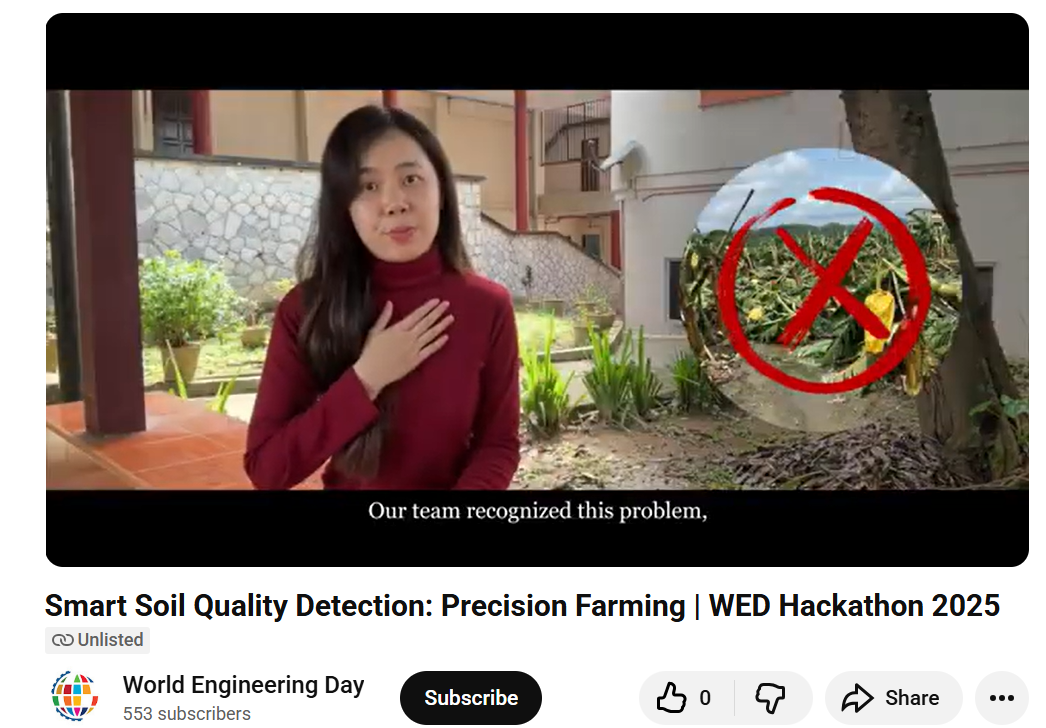 Our team recognized this problem,
Smart Soil Quality Detection: Precision Farming | WED Hackathon 2025
Unlisted
World Engineering Day
553 subscribers
Subscribe
0
Share